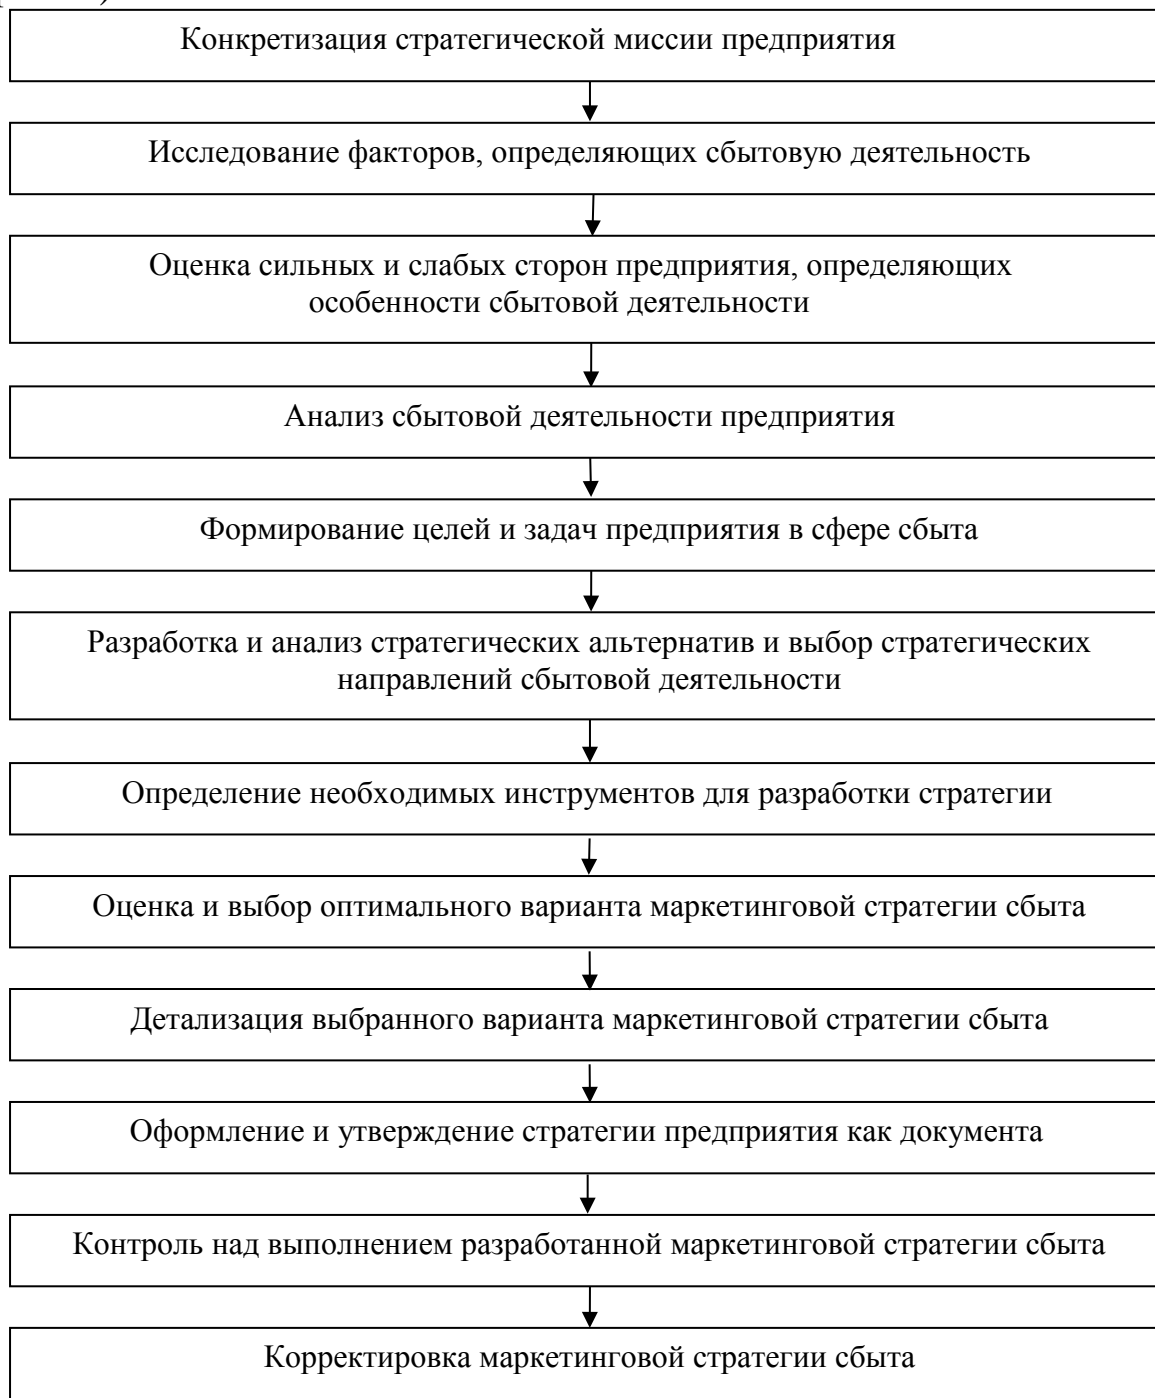 Конкретизация стратегической миссии предприятия
Исследование факторов, определяющих сбытовую деятельность
Оценка сильных и слабых сторон предприятия, определяющих
особенности сбытовой деятельности
Анализ сбытовой деятельности предприятия
Формирование целей и задач предприятия в сфере сбыта
Разработка и анализ стратегических альтернатив и выбор стратегических
направлений сбытовой деятельности
Определение необходимых инструментов для разработки стратегии
Оценка и выбор оптимального варианта маркетинговой стратегии сбыта
Детализация выбранного варианта маркетинговой стратегии сбыта
Оформление и утверждение стратегии предприятия как документа
Контроль над выполнением разработанной маркетинговой стратегии сбыта
Корректировка маркетинговой стратегии сбыта